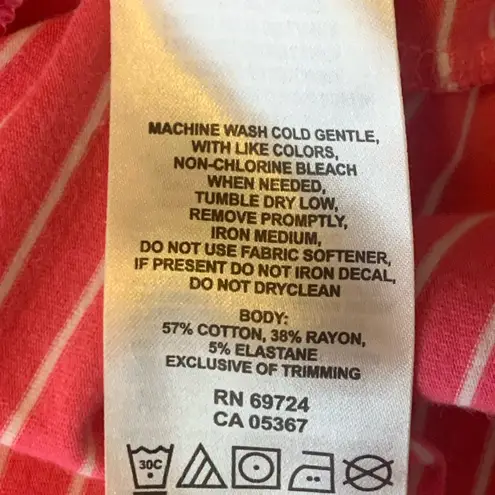 MACHINE WASH COLD GENTLE,
WITH LIKE COLORS,
NON-CHLORINE BLEACH
WHEN NEEDED,
TUMBLE DRY LOW,
REMOVE PROMPTLY,
IRON MEDIUM,
DO NOT USE FABRIC SOFTENER,
IF PRESENT DO NOT IRON DECAL,
DO NOT DRYCLEAN
BODY:
57% COTTON, 38% RAYON,
5% ELASTANE
EXCLUSIVE OF TRIMMING
RN 69724
CA 05367
30C